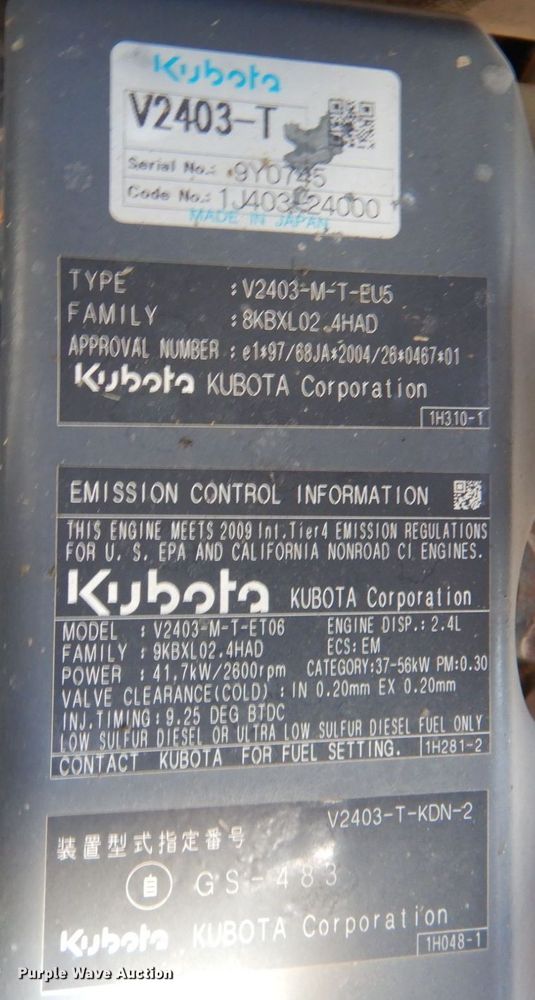 Kubota
V2403-T
Serial No.: 9Y0745
Code No.: 1J403-24000
MADE IN JAPAN
TYPE : V2403-M-T-EU5
FAMILY : 8KBXL02.4HAD
APPROVAL NUMBER : e1*97/68JA*2004/26*0467*01
Kubota KUBOTA Corporation
1H310-1
EMISSION CONTROL INFORMATION
THIS ENGINE MEETS 2009 Int.Tier4 EMISSION REGULATIONS
FOR U. S. EPA AND CALIFORNIA NONROAD CI ENGINES.
Kubota KUBOTA Corporation
MODEL : V2403-M-T-ET06 ENGINE DISP.: 2.4L
FAMILY : 9KBXL02.4HAD ECS: EM
POWER : 41.7kW/2600rpm CATEGORY:37-56kW PM:0.30
VALVE CLEARANCE(COLD) : IN 0.20mm EX 0.20mm
INJ.TIMING : 9.25 DEG BTDC
LOW SULFUR DIESEL OR ULTRA LOW SULFUR DIESEL FUEL ONLY
CONTACT KUBOTA FOR FUEL SETTING. 1H281-2
V2403-T-KDN-2
装置型式指定番号
自 GS-483
Kubota KUBOTA Corporation
1H048-1
Purple Wave Auction